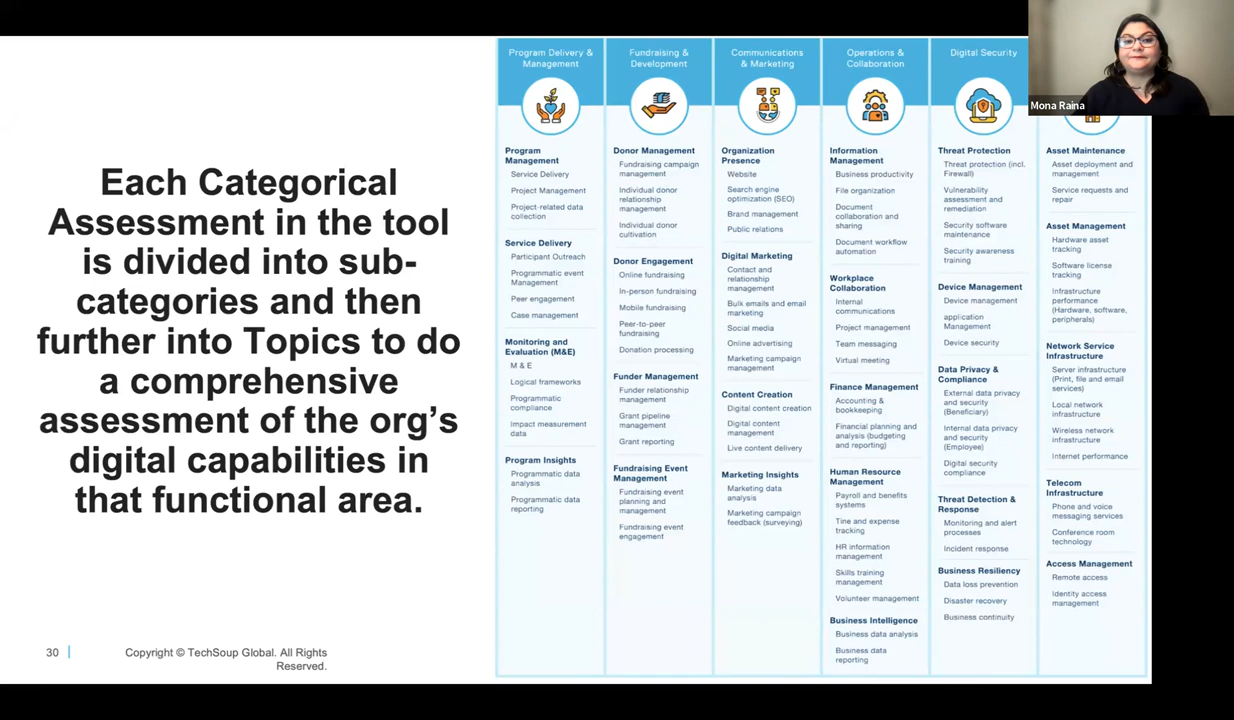 Mona Raina
Each Categorical
Assessment in the tool
is divided into sub-
categories and then
further into Topics to do
a comprehensive
assessment of the org's
digital capabilities in
that functional area.
30
Copyright © TechSoup Global. All Rights
Reserved.
Program Delivery &
Management
Program
Management
Service Delivery
Project Management
Project-related data
collection
Service Delivery
Participant Outreach
Programmatic event
Management
Peer engagement
Case management
Monitoring and
Evaluation (M&E)
M & E
Logical frameworks
Programmatic
compliance
Impact measurement
data
Program Insights
Programmatic data
analysis
Programmatic data
reporting
Fundraising &
Development
Donor Management
Fundraising campaign
management
Individual donor
relationship
management
Individual donor
cultivation
Donor Engagement
Online fundraising
In-person fundraising
Mobile fundraising
Peer-to-peer
fundraising
Donation processing
Funder Management
Funder relationship
management
Grant pipeline
management
Grant reporting
Fundraising Event
Management
Fundraising event
planning and
management
Fundraising event
engagement
Communications
& Marketing
Organization
Presence
Website
Search engine
optimization (SEO)
Brand management
Public relations
Digital Marketing
Contact and
relationship
management
Bulk emails and email
marketing
Social media
Online advertising
Marketing campaign
management
Content Creation
Digital content creation
Digital content
management
Live content delivery
Marketing Insights
Marketing data
analysis
Marketing campaign
feedback (surveying)
Operations &
Collaboration
Information
Management
Business productivity
File organization
Document
collaboration and
sharing
Document workflow
automation
Workplace
Collaboration
Internal
communications
Project management
Team messaging
Virtual meeting
Finance Management
Accounting &
bookkeeping
Financial planning and
analysis (budgeting
and reporting)
Human Resource
Management
Payroll and benefits
systems
Tine and expense
tracking
HR information
management
Skills training
management
Volunteer management
Business Intelligence
Business data analysis
Business data
reporting
Digital Security
Threat Protection
Threat protection (incl.
Firewall)
Vulnerability
assessment and
remediation
Security software
maintenance
Security awareness
training
Device Management
Device management
application
Management
Device security
Data Privacy &
Compliance
External data privacy
and security
(Beneficiary)
Internal data privacy
and security
(Employee)
Digital security
compliance
Threat Detection &
Response
Monitoring and alert
processes
Incident response
Business Resiliency
Data loss prevention
Disaster recovery
Business continuity
Asset Maintenance
Asset deployment and
management
Service requests and
repair
Asset Management
Hardware asset
tracking
Software license
tracking
Infrastructure
performance
(Hardware, software,
peripherals)
Network Service
Infrastructure
Server infrastructure
(Print, file and email
services)
Local network
infrastructure
Wireless network
infrastructure
Internet performance
Telecom
Infrastructure
Phone and voice
messaging services
Conference room
technology
Access Management
Remote access
Identity access
management